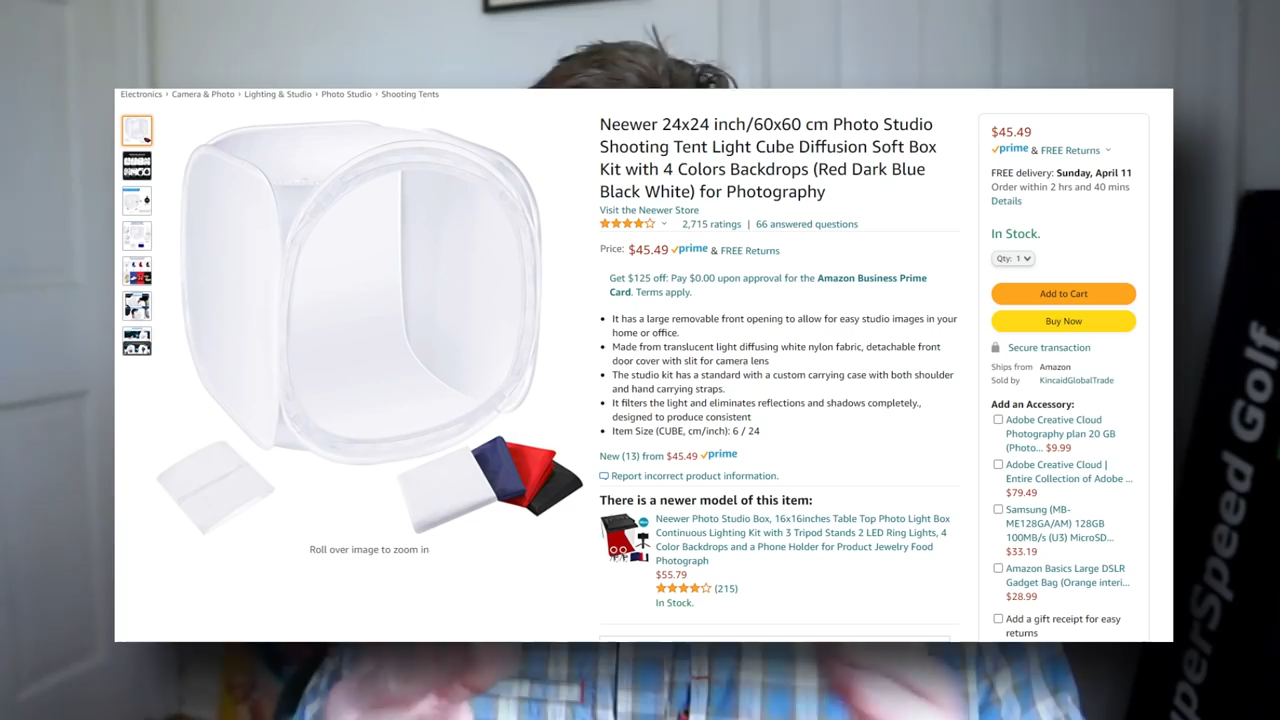 Electronics › Camera & Photo › Lighting & Studio › Photo Studio › Shooting Tents
Roll over image to zoom in
Neewer 24x24 inch/60x60 cm Photo Studio
Shooting Tent Light Cube Diffusion Soft Box
Kit with 4 Colors Backdrops (Red Dark Blue
Black White) for Photography
Visit the Neewer Store
2,715 ratings | 66 answered questions
Price: $45.49 prime & FREE Returns
Get $125 off: Pay $0.00 upon approval for the Amazon Business Prime
Card. Terms apply.
• It has a large removable front opening to allow for easy studio images in your
home or office.
• Made from translucent light diffusing white nylon fabric, detachable front
door cover with slit for camera lens
• The studio kit has a standard with a custom carrying case with both shoulder
and hand carrying straps.
• It filters the light and eliminates reflections and shadows completely.,
designed to produce consistent
• Item Size (CUBE, cm/inch): 6 / 24
New (13) from $45.49 prime
Report incorrect product information.
There is a newer model of this item:
Neewer Photo Studio Box, 16x16inches Table Top Photo Light Box
Continuous Lighting Kit with 3 Tripod Stands 2 LED Ring Lights, 4
Color Backdrops and a Phone Holder for Product Jewelry Food
Photograph
$55.79
(215)
In Stock.
$45.49
prime & FREE Returns
FREE delivery: Sunday, April 11
Order within 2 hrs and 40 mins
Details
In Stock.
Qty: 1
Add to Cart
Buy Now
Secure transaction
Ships from Amazon
Sold by KincaidGlobalTrade
Add an Accessory:
Adobe Creative Cloud
Photography plan 20 GB
(Photo... $9.99
Adobe Creative Cloud |
Entire Collection of Adobe ...
$79.49
Samsung (MB-
ME128GA/AM) 128GB
100MB/s (U3) MicroSD...
$33.19
Amazon Basics Large DSLR
Gadget Bag (Orange interi...
$28.99
Add a gift receipt for easy
returns
perSpeed Golf